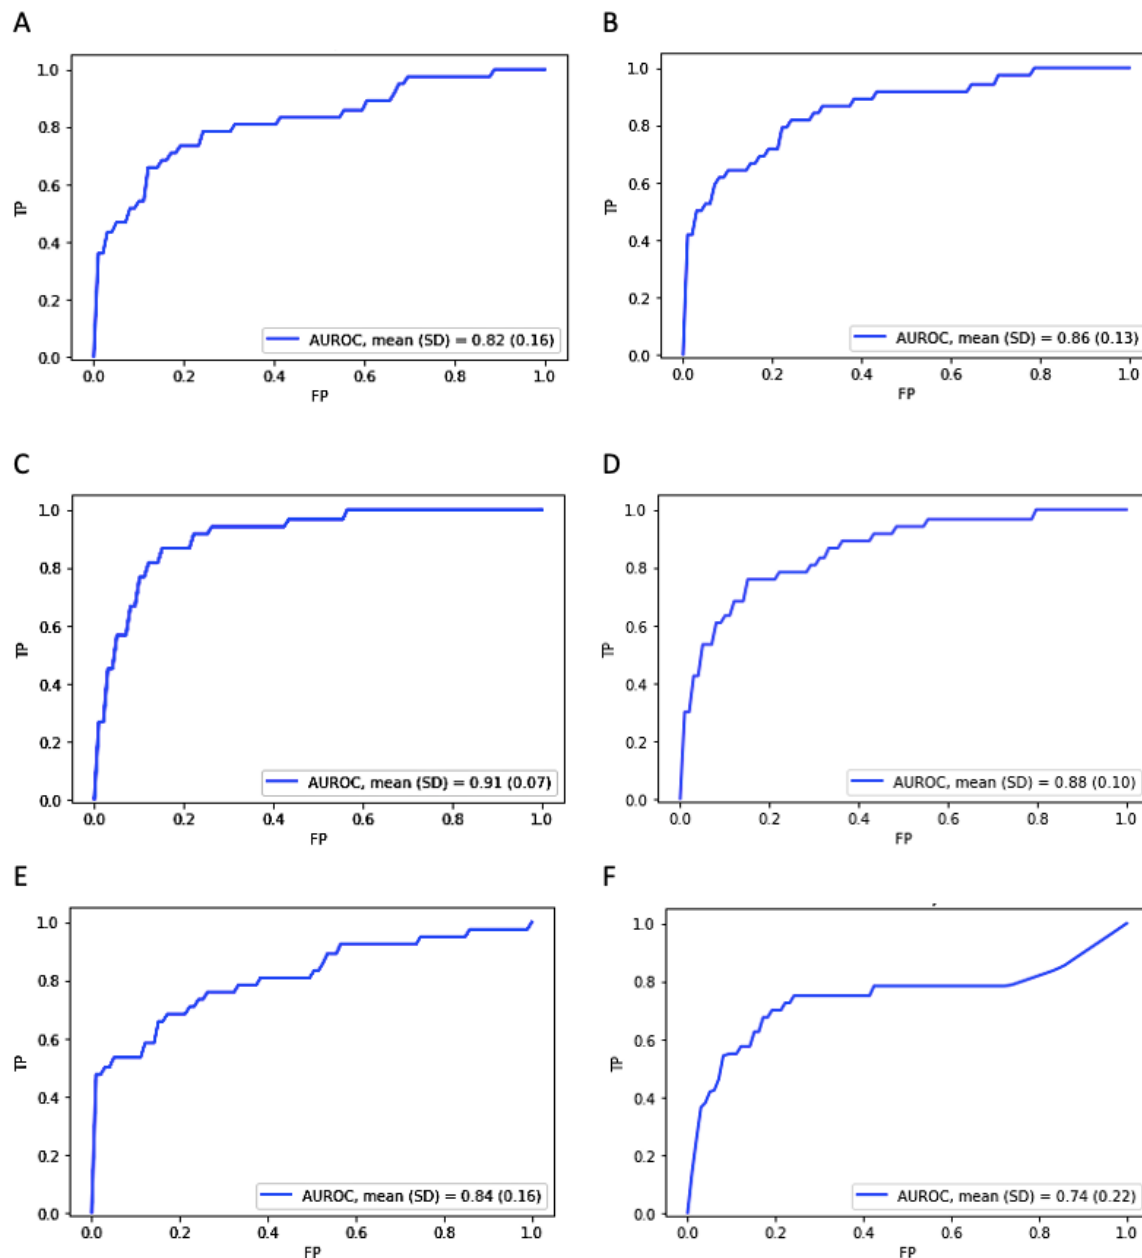 A
1.0
0.8
0.6
0.4
0.2
0.0
TP
AUROC, mean (SD) = 0.82 (0.16)
0.0 0.2 0.4 0.6 0.8 1.0
FP
B
1.0
0.8
0.6
0.4
0.2
0.0
TP
AUROC, mean (SD) = 0.86 (0.13)
0.0 0.2 0.4 0.6 0.8 1.0
FP
C
1.0
0.8
0.6
0.4
0.2
0.0
TP
AUROC, mean (SD) = 0.91 (0.07)
0.0 0.2 0.4 0.6 0.8 1.0
FP
D
1.0
0.8
0.6
0.4
0.2
0.0
TP
AUROC, mean (SD) = 0.88 (0.10)
0.0 0.2 0.4 0.6 0.8 1.0
FP
E
1.0
0.8
0.6
0.4
0.2
0.0
TP
AUROC, mean (SD) = 0.84 (0.16)
0.0 0.2 0.4 0.6 0.8 1.0
FP
F
1.0
0.8
0.6
0.4
0.2
0.0
TP
AUROC, mean (SD) = 0.74 (0.22)
0.0 0.2 0.4 0.6 0.8 1.0
FP